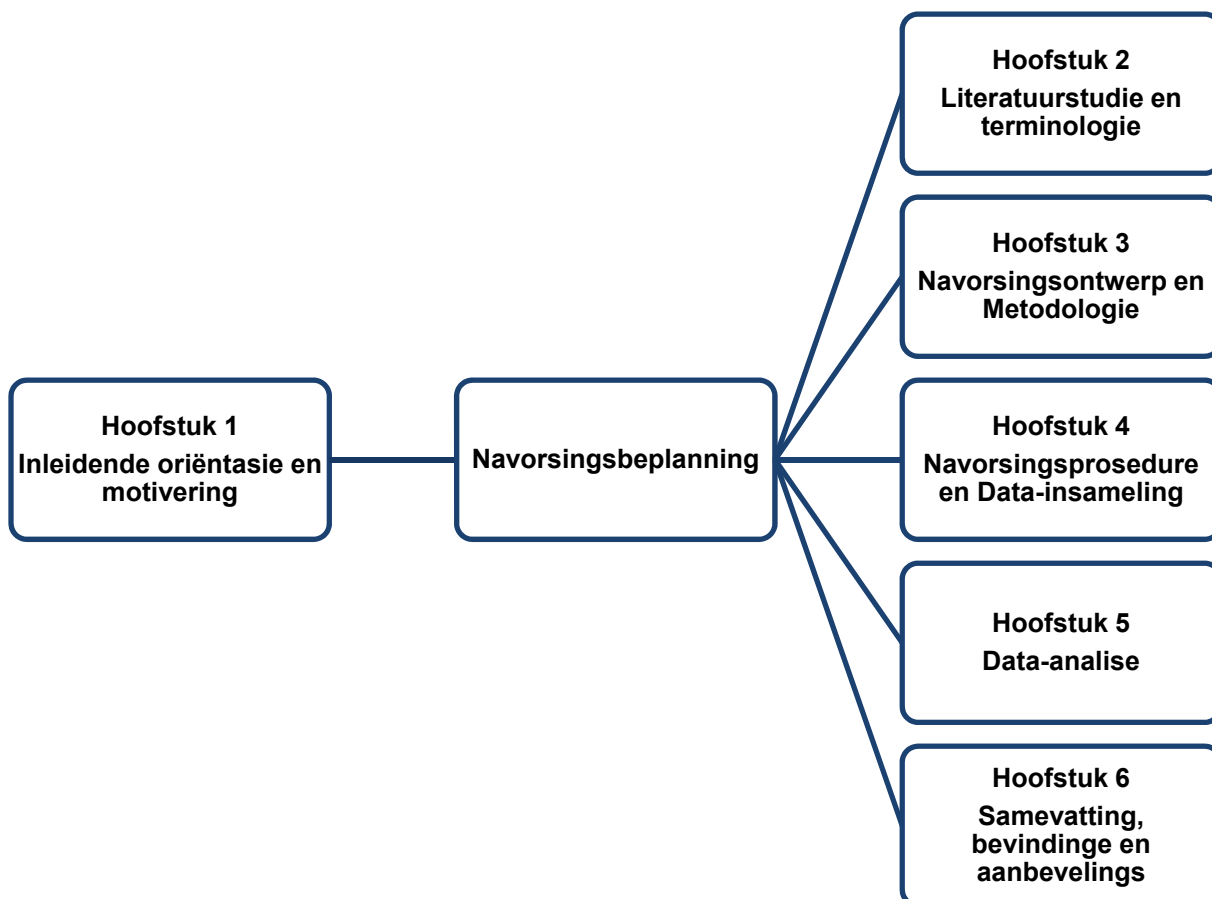 Hoofstuk 1
Inleidende oriëntasie en
motivering
Navorsingsbeplanning
Hoofstuk 2
Literatuurstudie en
terminologie
Hoofstuk 3
Navorsingsontwerp en
Metodologie
Hoofstuk 4
Navorsingsprosedure
en Data-insameling
Hoofstuk 5
Data-analise
Hoofstuk 6
Samevatting,
bevindinge en
aanbevelings